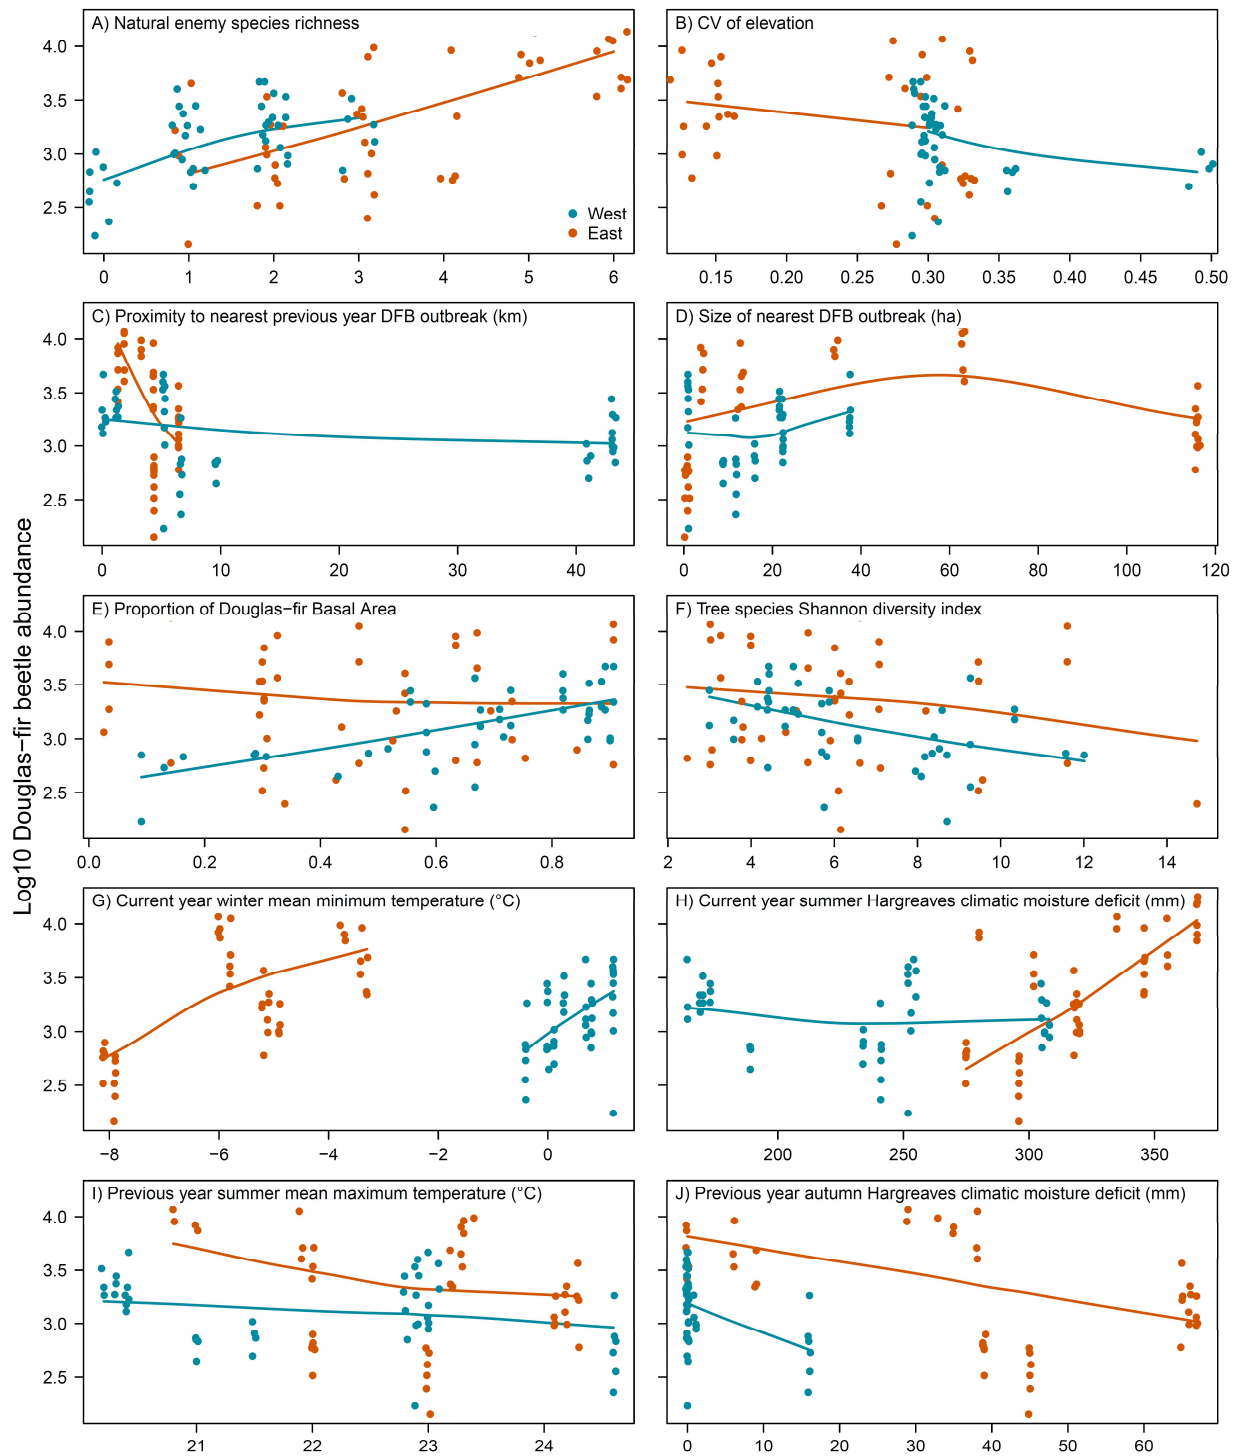 A) Natural enemy species richness
B) CV of elevation
4.0
3.5
3.0
2.5
West
East
0 1 2 3 4 5 6
0.15 0.20 0.25 0.30 0.35 0.40 0.45 0.50
C) Proximity to nearest previous year DFB outbreak (km)
D) Size of nearest DFB outbreak (ha)
4.0
3.5
3.0
2.5
0 10 20 30 40
0 20 40 60 80 100 120
Log10 Douglas−fir beetle abundance
E) Proportion of Douglas−fir Basal Area
F) Tree species Shannon diversity index
4.0
3.5
3.0
2.5
0.0 0.2 0.4 0.6 0.8
2 4 6 8 10 12 14
G) Current year winter mean minimum temperature (°C)
H) Current year summer Hargreaves climatic moisture deficit (mm)
4.0
3.5
3.0
2.5
−8 −6 −4 −2 0
200 250 300 350
I) Previous year summer mean maximum temperature (°C)
J) Previous year autumn Hargreaves climatic moisture deficit (mm)
4.0
3.5
3.0
2.5
21 22 23 24
0 10 20 30 40 50 60